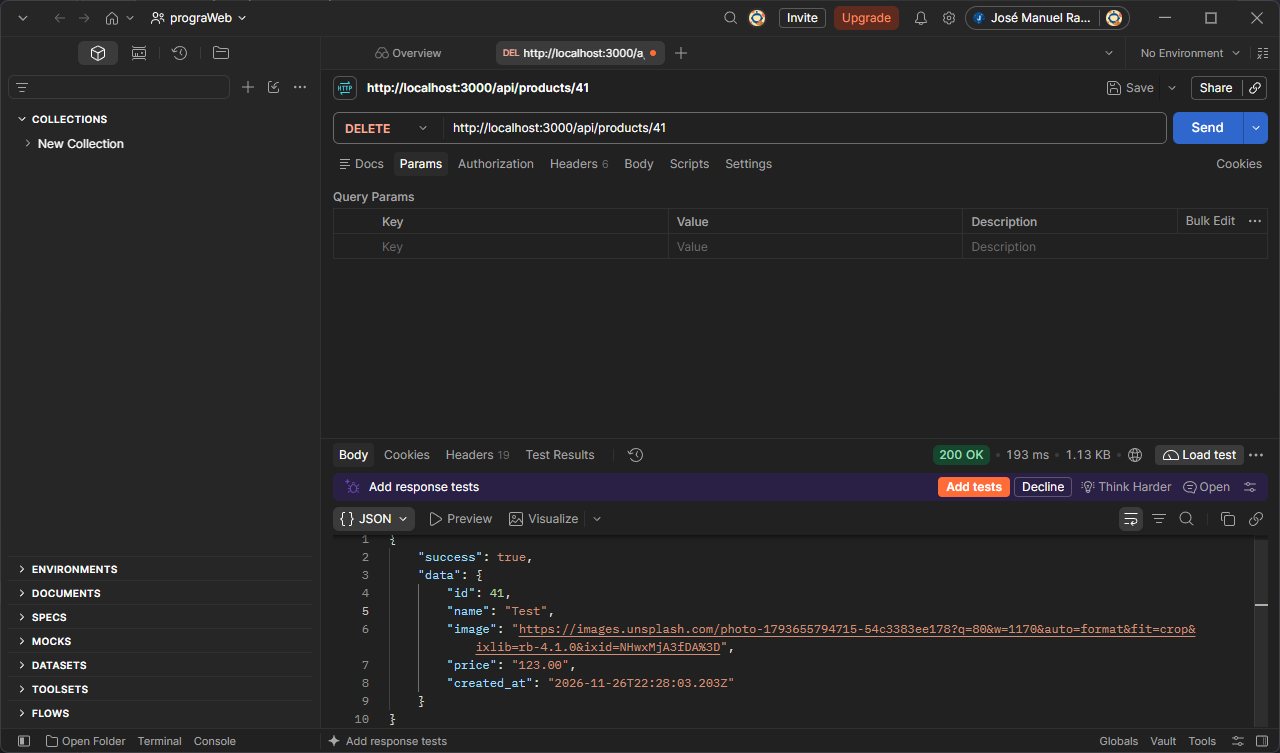 prograWeb
Invite
Upgrade
José Manuel Ra...
Overview
DEL http://localhost:3000/a
No Environment
http://localhost:3000/api/products/41
Save
Share
COLLECTIONS
New Collection
DELETE
http://localhost:3000/api/products/41
Send
Docs
Params
Authorization
Headers 6
Body
Scripts
Settings
Cookies
Query Params
Key
Value
Description
Bulk Edit
Key
Value
Description
Body
Cookies
Headers 19
Test Results
200 OK
193 ms
1.13 KB
Load test
Add response tests
Add tests
Decline
Think Harder
Open
{} JSON
Preview
Visualize
1 {
2 "success": true,
3 "data": {
4 "id": 41,
5 "name": "Test",
6 "image": "https://images.unsplash.com/photo-1793655794715-54c3383ee178?q=80&w=1170&auto=format&fit=crop&
ixlib=rb-4.1.0&ixid=NHwxMjA3fDA%3D",
7 "price": "123.00",
8 "created_at": "2026-11-26T22:28:03.203Z"
9 }
10 }
ENVIRONMENTS
DOCUMENTS
SPECS
MOCKS
DATASETS
TOOLSETS
FLOWS
Open Folder
Terminal
Console
Add response tests
Globals
Vault
Tools